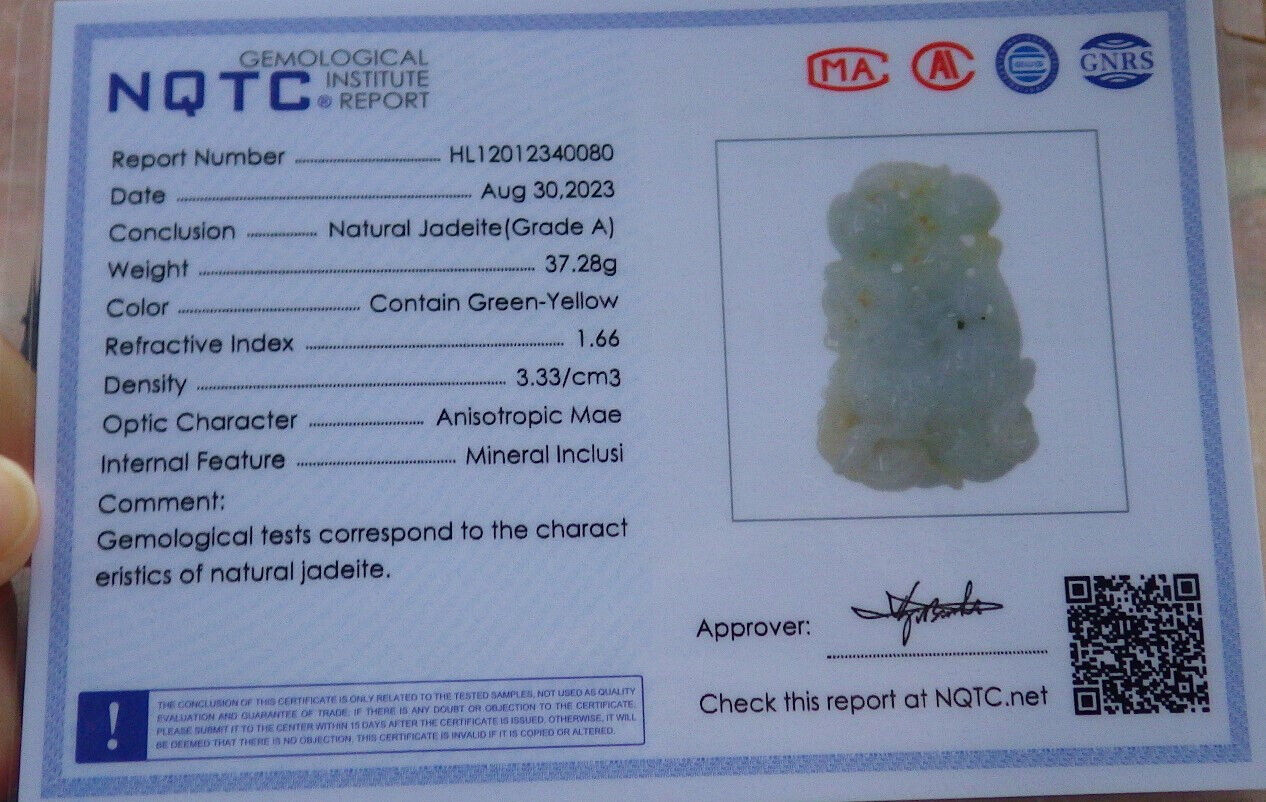 GEMOLOGICAL
NQTC® INSTITUTE
REPORT
MA
AL
GNRS
Report Number HL12012340080
Date Aug 30,2023
Conclusion Natural Jadeite(Grade A)
Weight 37.28g
Color Contain Green-Yellow
Refractive Index 1.66
Density 3.33/cm3
Optic Character Anisotropic Mae
Internal Feature Mineral Inclusi
Comment:
Gemological tests correspond to the charact
eristics of natural jadeite.
Approver:
Check this report at NQTC.net
!
THE CONCLUSION OF THIS CERTIFICATE IS ONLY RELATED TO THE TESTED SAMPLES, NOT USED AS QUALITY
EVALUATION AND GUARANTEE OF TRADE. IF THERE IS ANY DOUBT OR OBJECTION TO THE CERTIFICATE,
PLEASE SUBMIT IT TO THE CENTER WITHIN 15 DAYS AFTER THE CERTIFICATE IS ISSUED. OTHERWISE, IT WILL
BE DEEMED THAT THERE IS NO OBJECTION. THIS CERTIFICATE IS INVALID IF IT IS COPIED OR ALTERED.